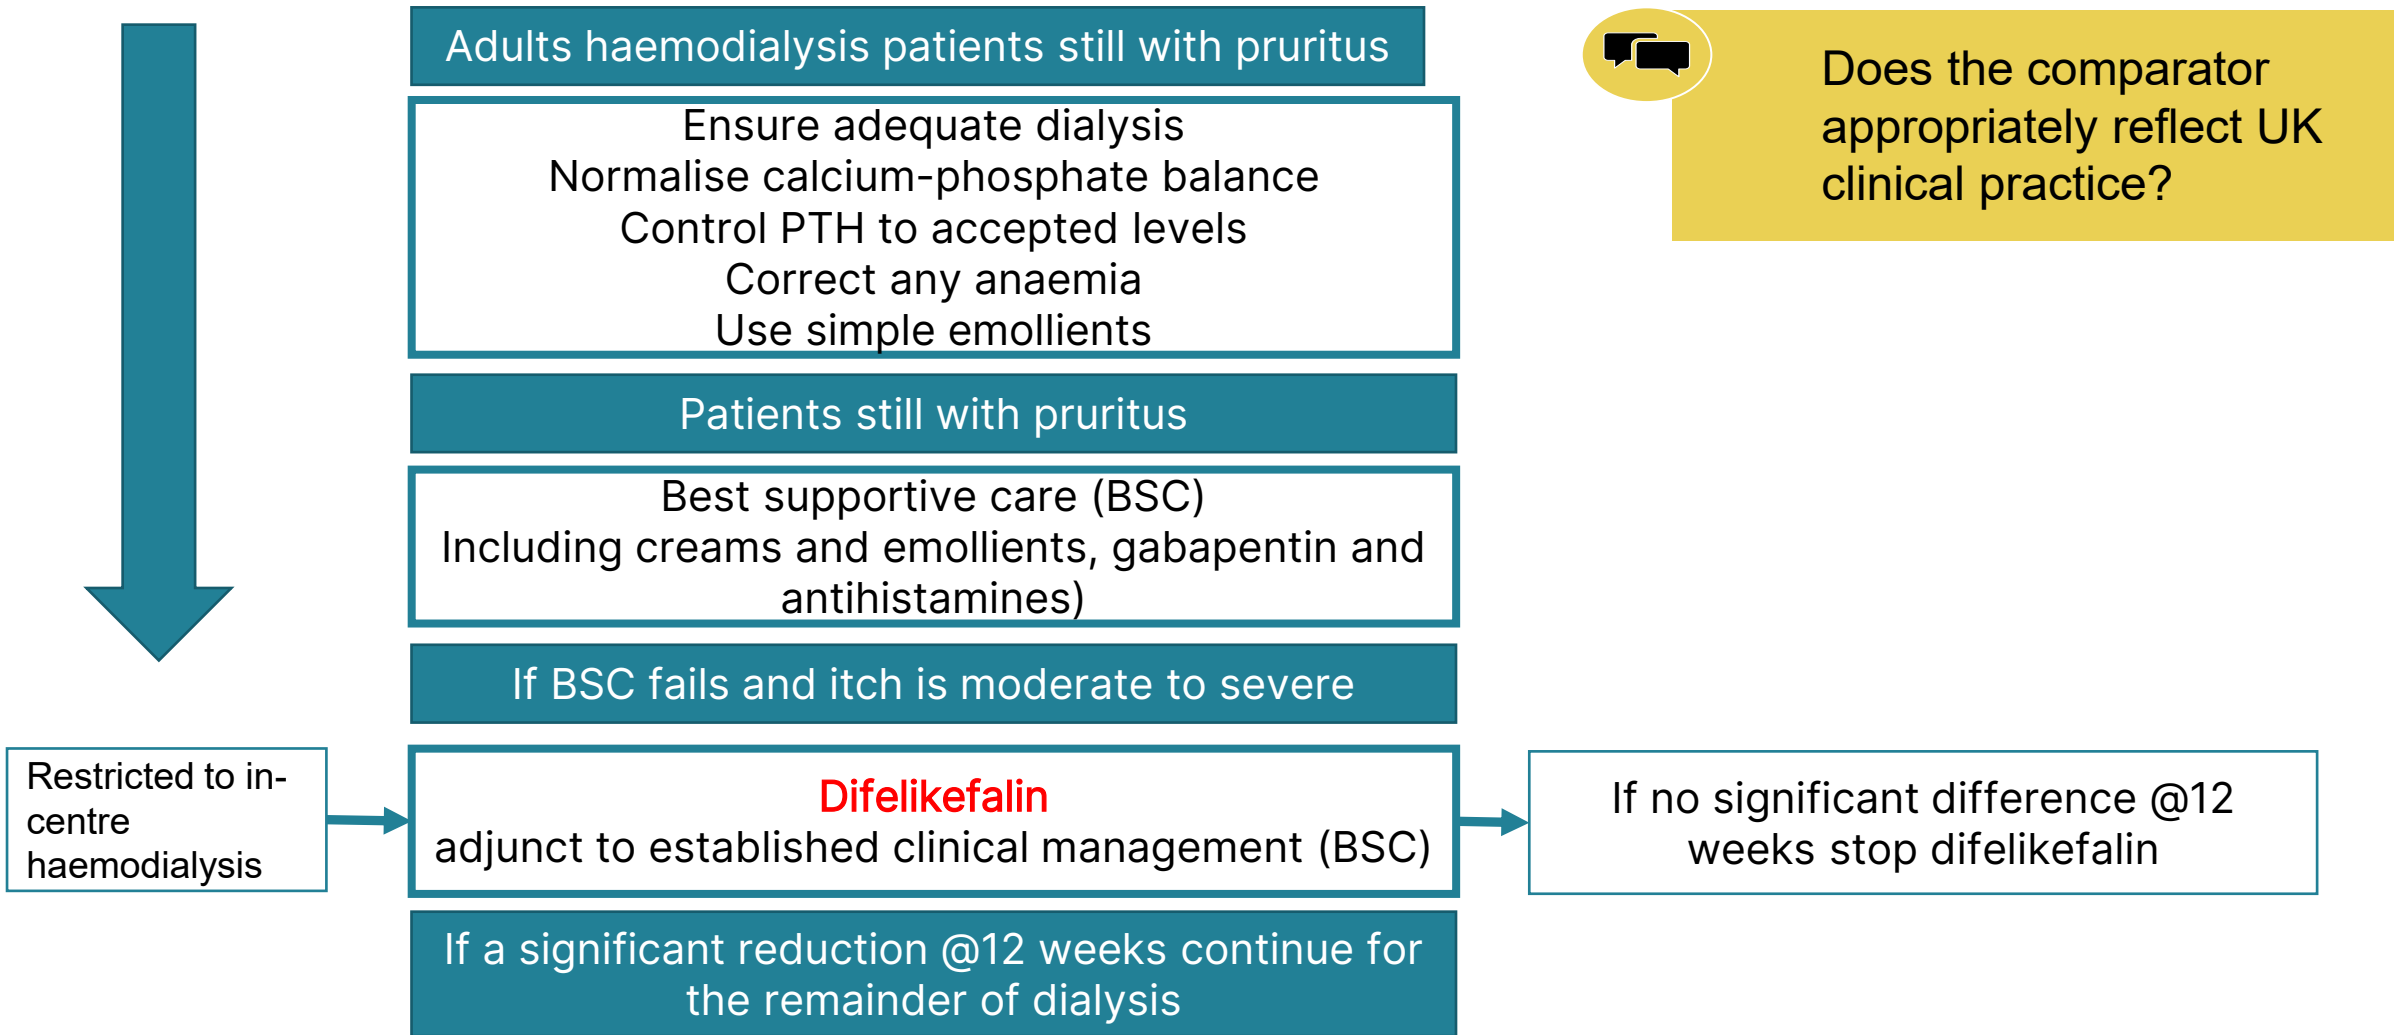 Adults haemodialysis patients still with pruritus
Ensure adequate dialysis
Normalise calcium-phosphate balance
Control PTH to accepted levels
Correct any anaemia
Use simple emollients
Patients still with pruritus
Best supportive care (BSC)
Including creams and emollients, gabapentin and
antihistamines)
If BSC fails and itch is moderate to severe
Restricted to in-
centre
haemodialysis
Difelikefalin
adjunct to established clinical management (BSC)
If no significant difference @12
weeks stop difelikefalin
If a significant reduction @12 weeks continue for
the remainder of dialysis
Does the comparator
appropriately reflect UK
clinical practice?